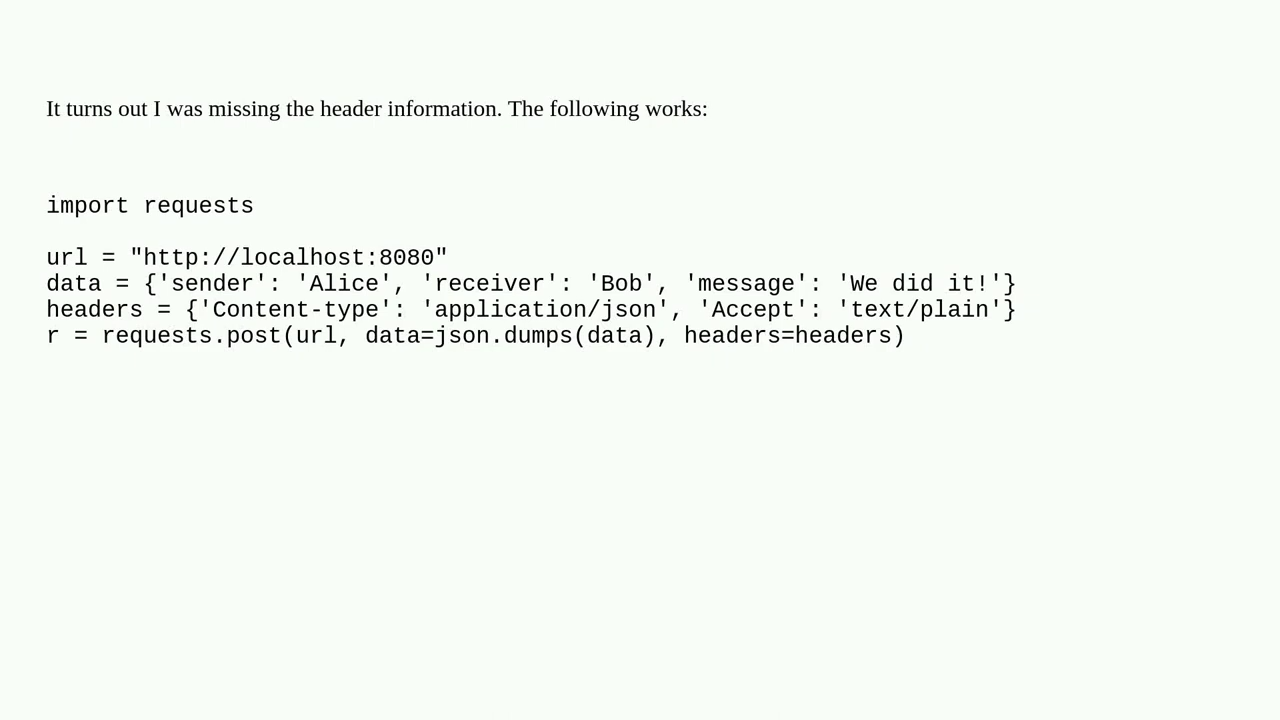 It turns out I was missing the header information. The following works:
import requests
url = "http://localhost:8080"
data = {'sender': 'Alice', 'receiver': 'Bob', 'message': 'We did it!'}
headers = {'Content-type': 'application/json', 'Accept': 'text/plain'}
r = requests.post(url, data=json.dumps(data), headers=headers)